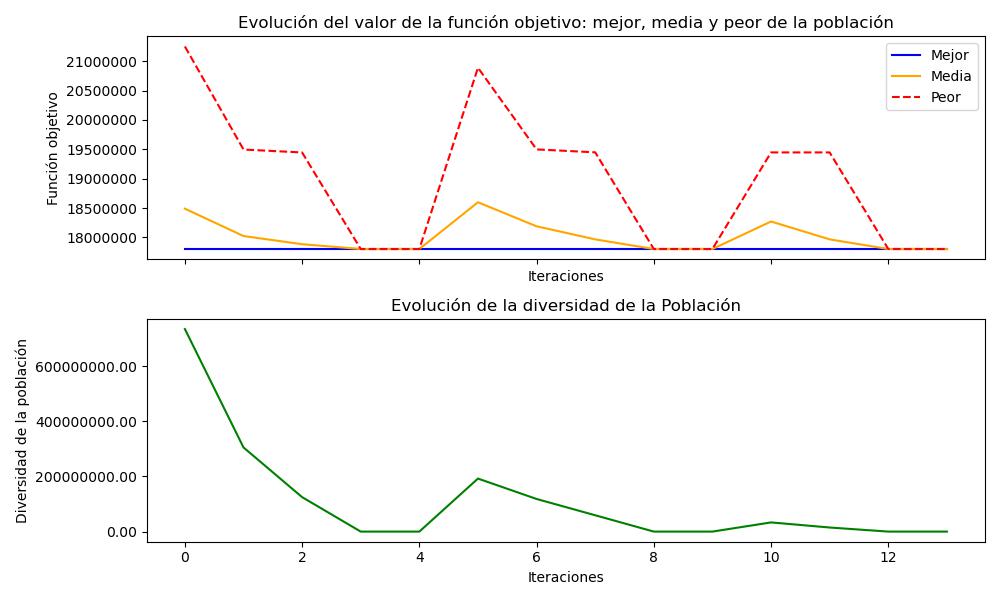 Evolución del valor de la función objetivo: mejor, media y peor de la población
Función objetivo
21000000
20500000
20000000
19500000
19000000
18500000
18000000
Mejor
Media
Peor
Iteraciones
Evolución de la diversidad de la Población
Diversidad de la población
600000000.00
400000000.00
200000000.00
0.00
0 2 4 6 8 10 12
Iteraciones